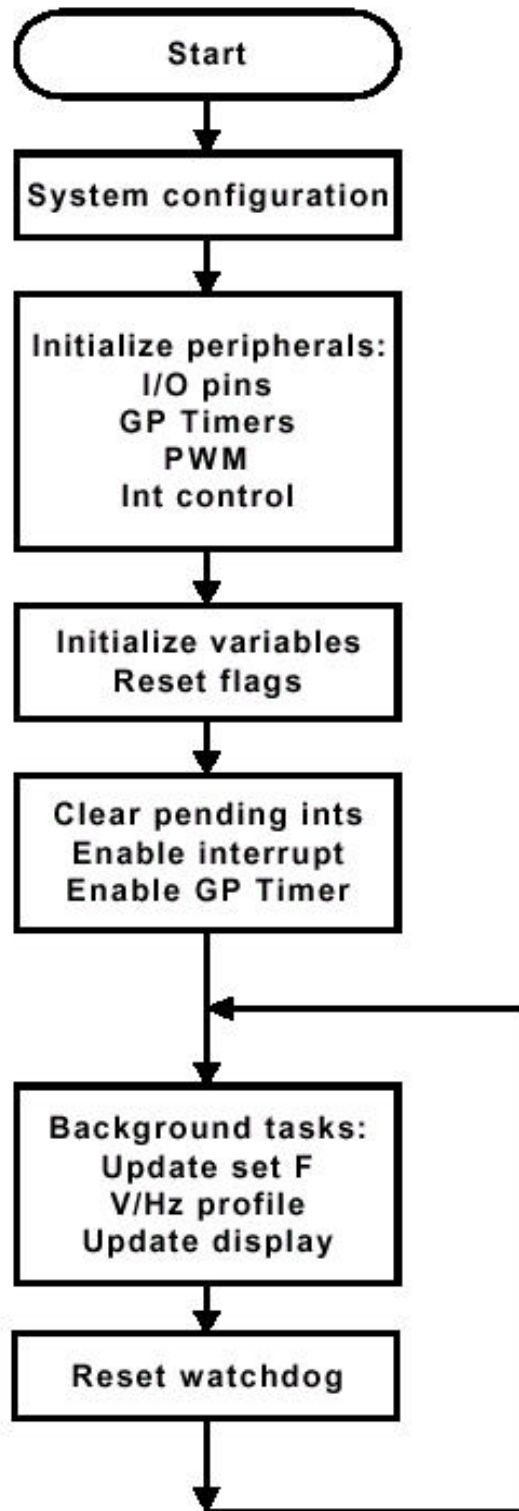 Start
System configuration
Initialize peripherals:
I/O pins
GP Timers
PWM
Int control
Initialize variables
Reset flags
Clear pending ints
Enable interrupt
Enable GP Timer
Background tasks:
Update set F
V/Hz profile
Update display
Reset watchdog